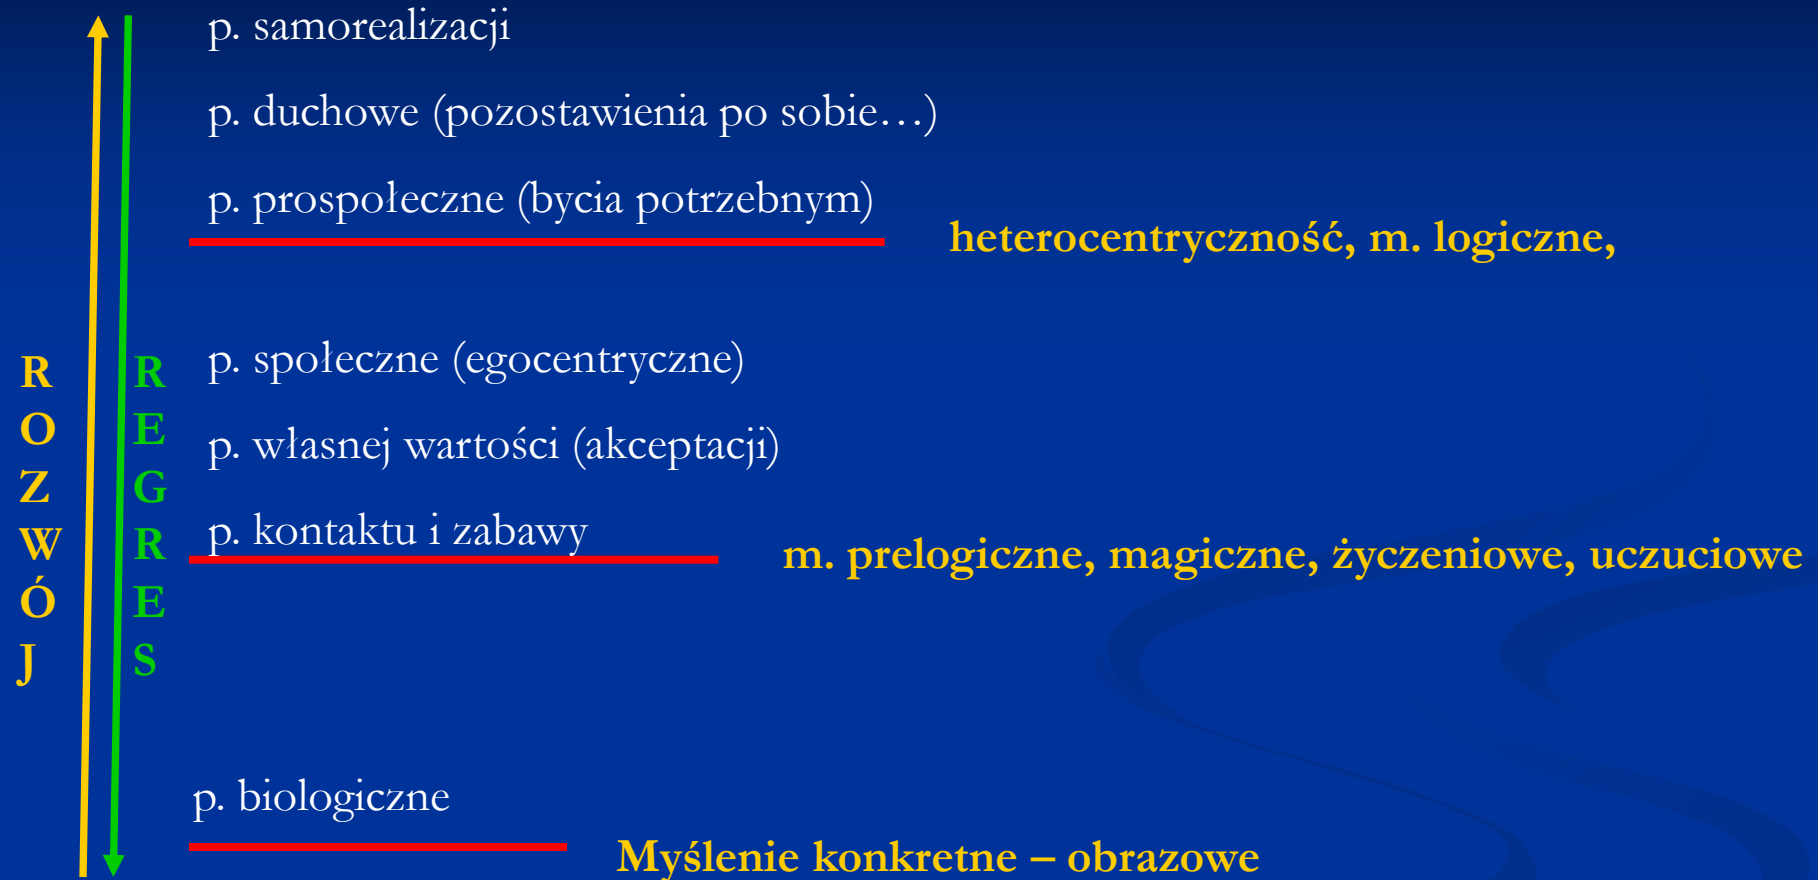 p. samorealizacji
p. duchowe (pozostawienia po sobie…)
p. prospołeczne (bycia potrzebnym)
heterocentryczność, m. logiczne,
ROZWÓJ
REGRES
p. społeczne (egocentryczne)
p. własnej wartości (akceptacji)
p. kontaktu i zabawy
m. prelogiczne, magiczne, życzeniowe, uczuciowe
p. biologiczne
Myślenie konkretne – obrazowe